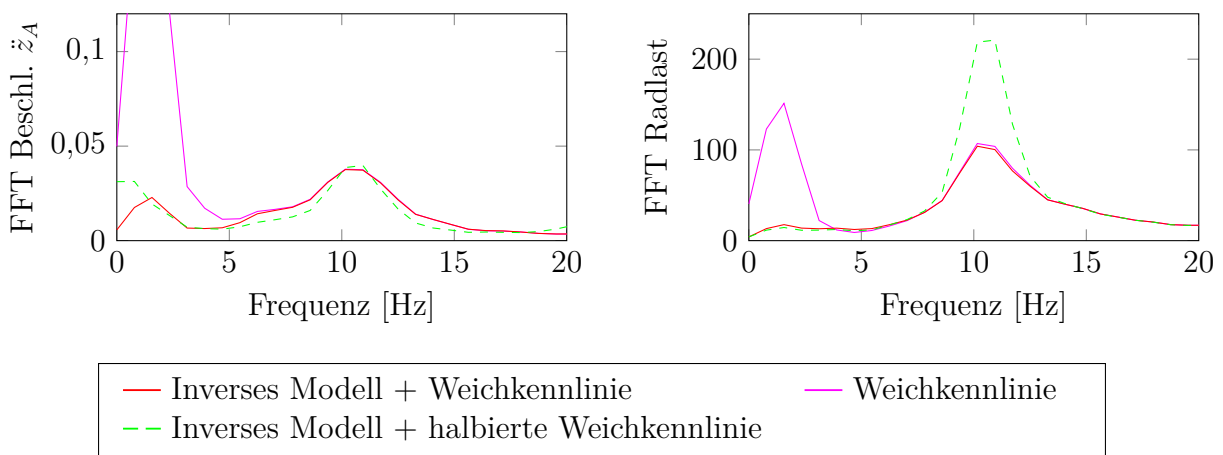 FFT Beschl. z̈_A
0,1
0,05
0
0
5
10
15
20
Frequenz [Hz]
FFT Radlast
200
100
0
0
5
10
15
20
Frequenz [Hz]
Inverses Modell + Weichkennlinie
Weichkennlinie
Inverses Modell + halbierte Weichkennlinie